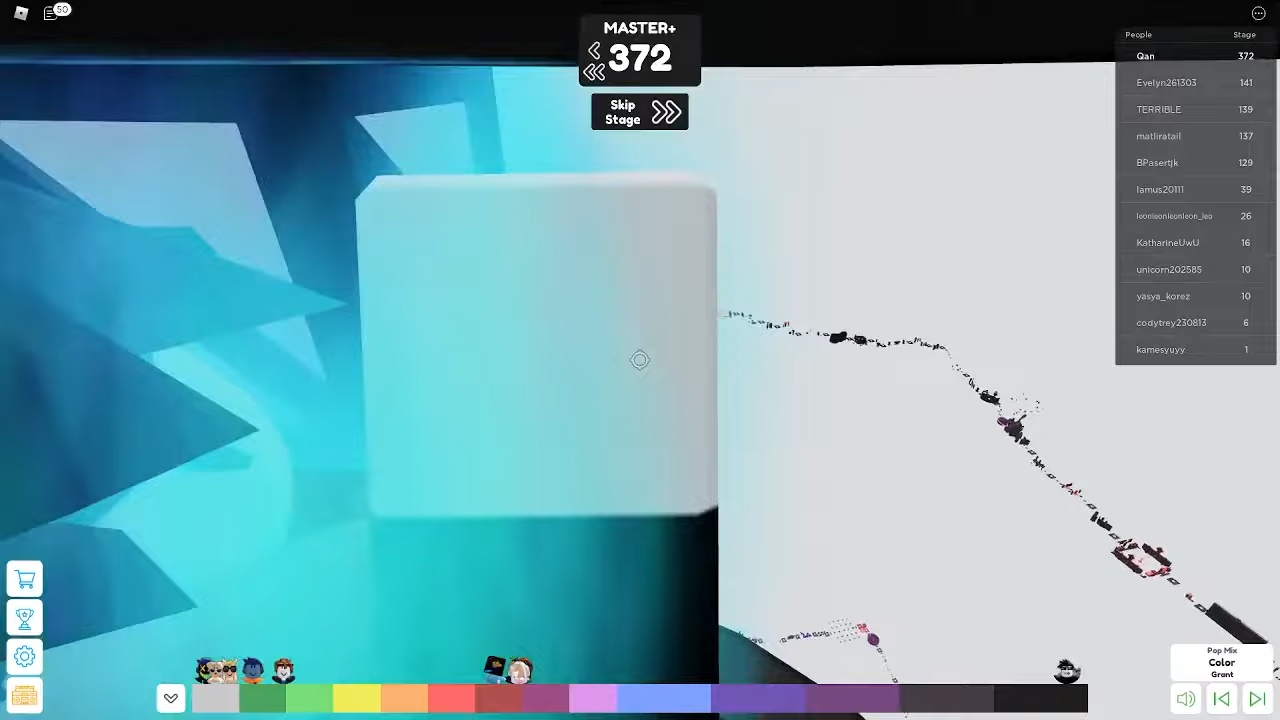 50
MASTER+
372
Skip
Stage
People Stage
Qan 372
Evelyn261303 141
TERRIBLE 139
matliratail 137
BPasertjk 129
lamus20111 39
leonleonleonleon_leo 26
KatharineUwU 16
unicorn202585 10
yasya_korez 10
codytrey230813 6
kamesyuyy 1
Pop Mix
Color
Grant